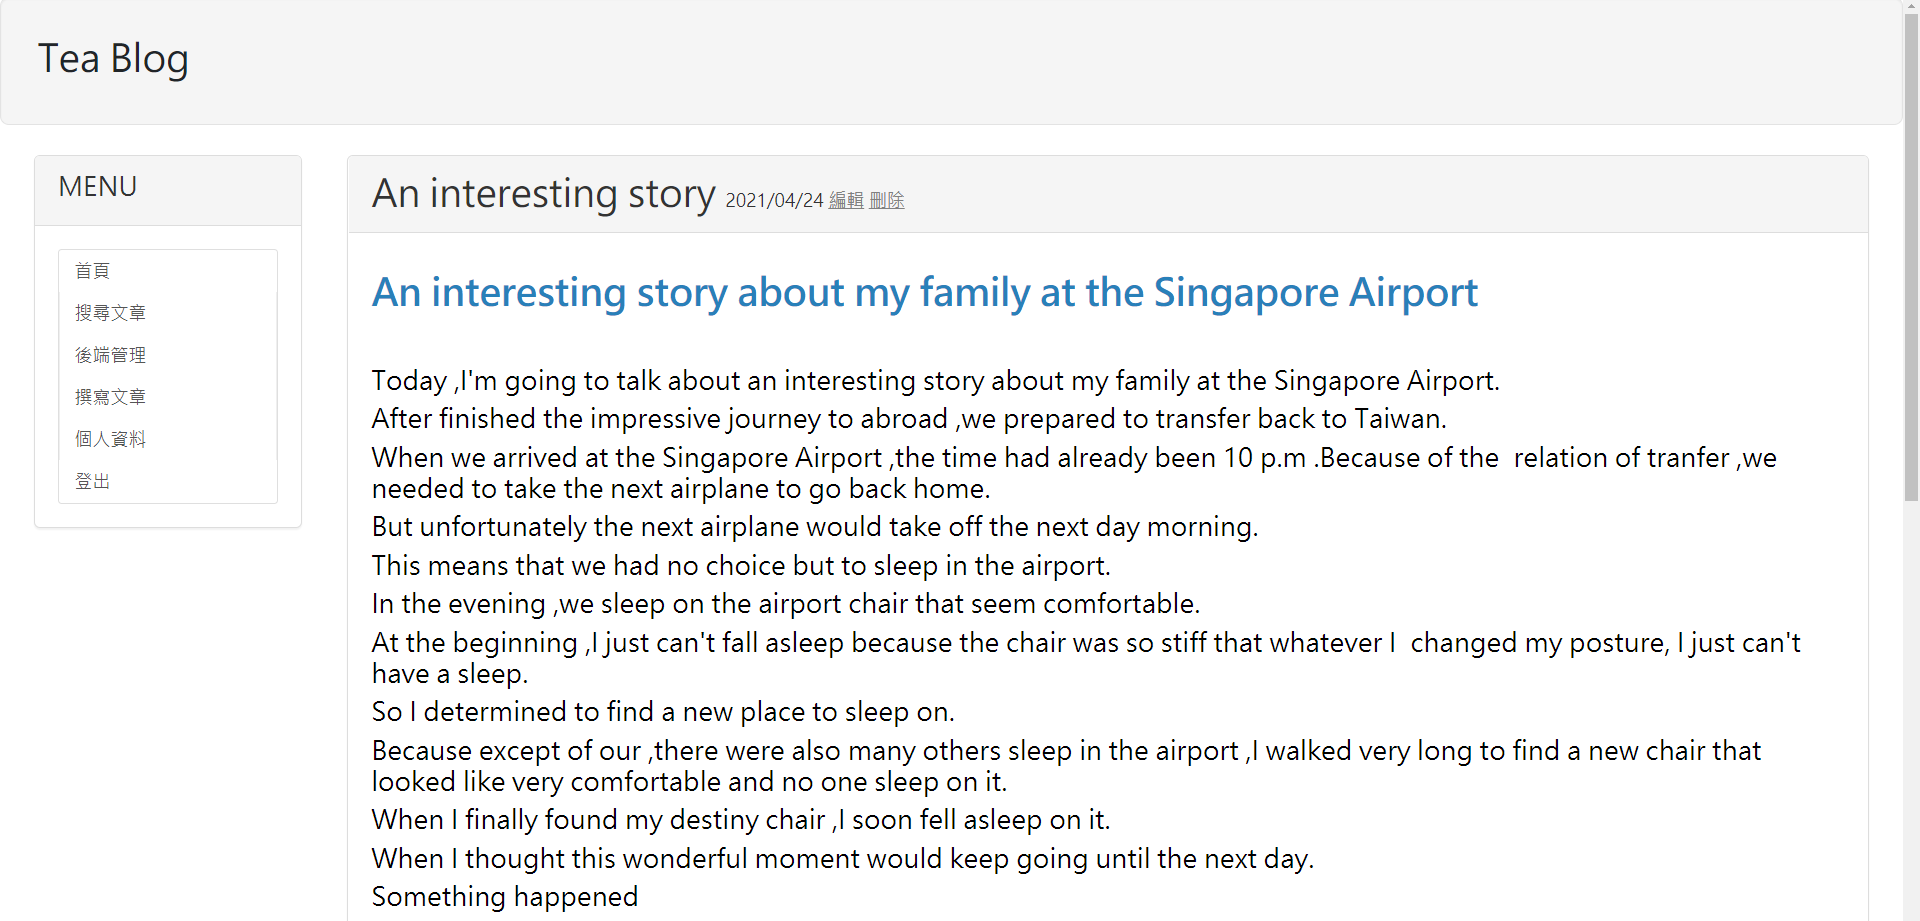 Tea Blog
MENU
首頁
搜尋文章
後端管理
撰寫文章
個人資料
登出
An interesting story 2021/04/24 編輯 刪除
An interesting story about my family at the Singapore Airport
Today ,I'm going to talk about an interesting story about my family at the Singapore Airport.
After finished the impressive journey to abroad ,we prepared to transfer back to Taiwan.
When we arrived at the Singapore Airport ,the time had already been 10 p.m .Because of the  relation of tranfer ,we
needed to take the next airplane to go back home.
But unfortunately the next airplane would take off the next day morning.
This means that we had no choice but to sleep in the airport.
In the evening ,we sleep on the airport chair that seem comfortable.
At the beginning ,I just can't fall asleep because the chair was so stiff that whatever I  changed my posture, I just can't
have a sleep.
So I determined to find a new place to sleep on.
Because except of our ,there were also many others sleep in the airport ,I walked very long to find a new chair that
looked like very comfortable and no one sleep on it.
When I finally found my destiny chair ,I soon fell asleep on it.
When I thought this wonderful moment would keep going until the next day.
Something happened